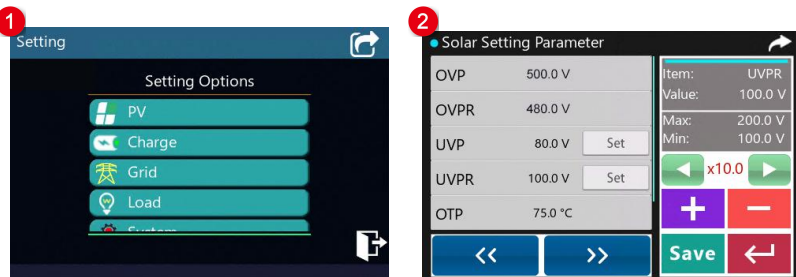 1
Setting
Setting Options
PV
Charge
Grid
Load
System
2
Solar Setting Parameter
OVP 500.0 V
OVPR 480.0 V
UVP 80.0 V Set
UVPR 100.0 V Set
OTP 75.0 °C
<< >>
Item: UVPR
Value: 100.0 V
Max: 200.0 V
Min: 100.0 V
x10.0
+ −
Save